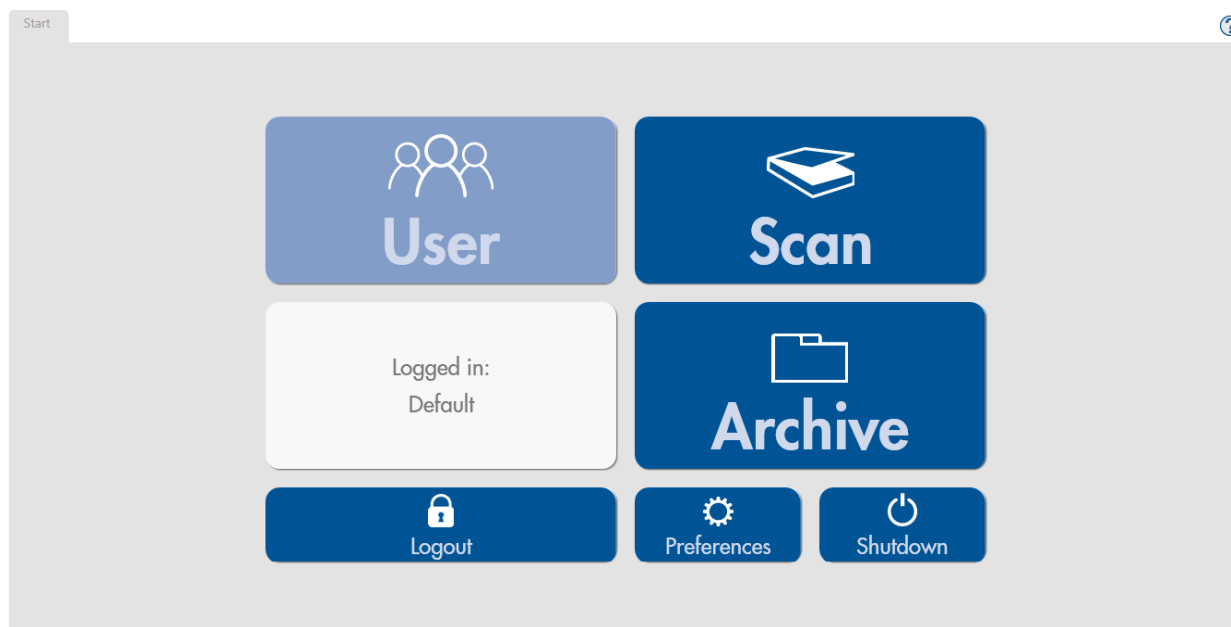 Start
User
Scan
Logged in:
Default
Archive
Logout
Preferences
Shutdown